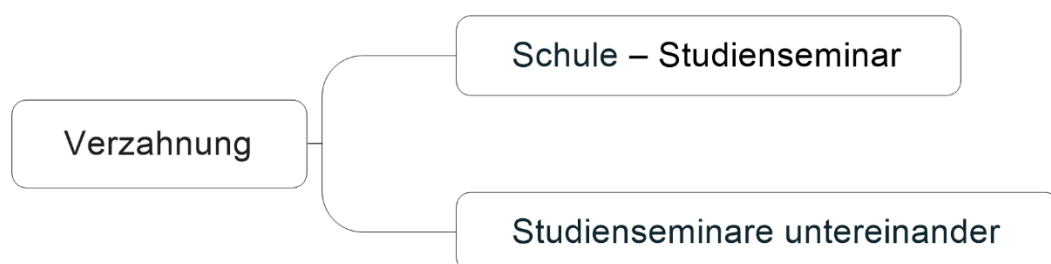 Schule – Studienseminar
Verzahnung
Studienseminare untereinander